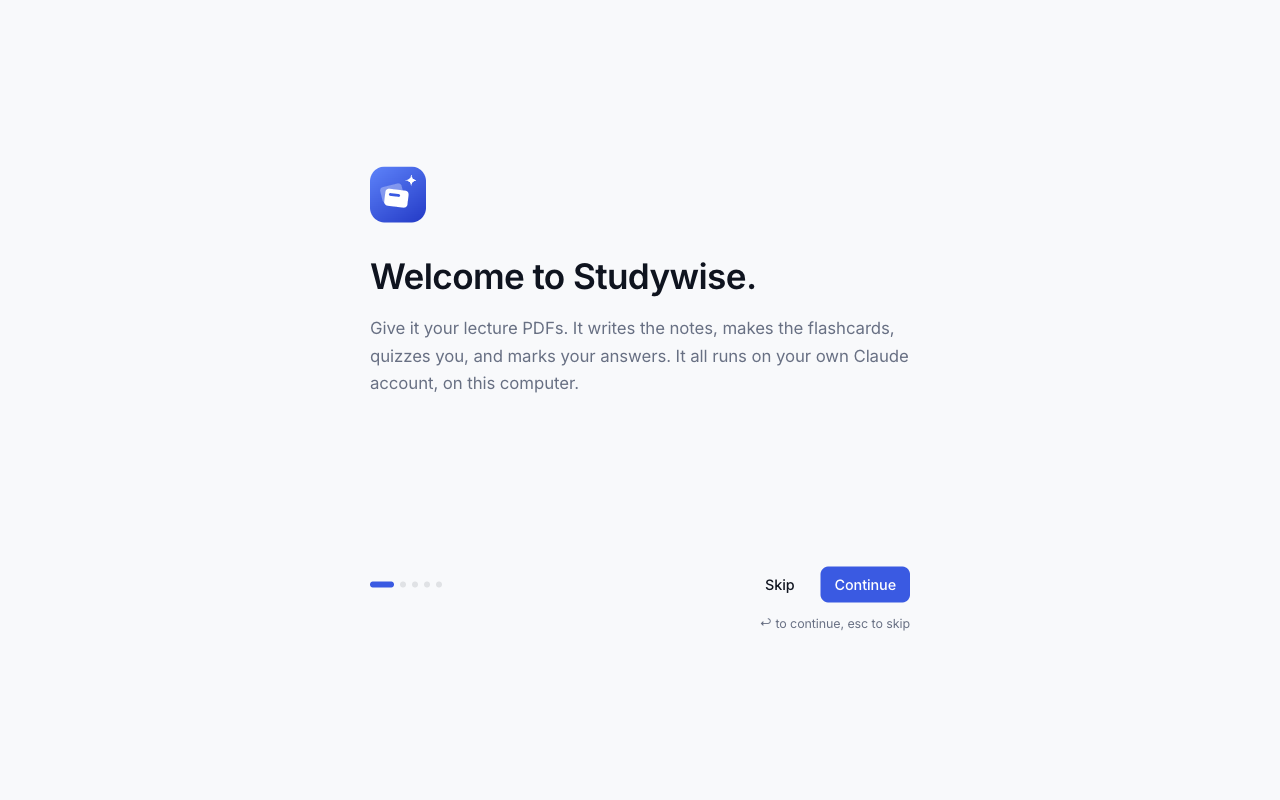 Welcome to Studywise.
Give it your lecture PDFs. It writes the notes, makes the flashcards,
quizzes you, and marks your answers. It all runs on your own Claude
account, on this computer.
Skip
Continue
↩ to continue, esc to skip